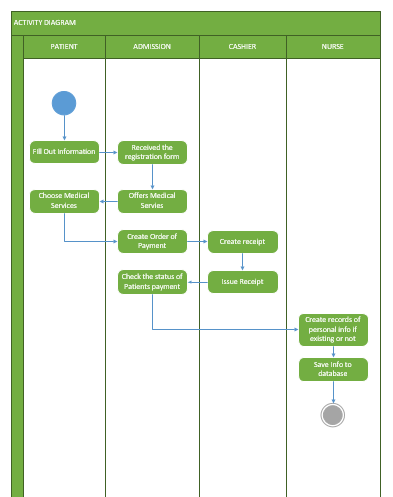 ACTIVITY DIAGRAM
PATIENT
ADMISSION
CASHIER
NURSE
Fill Out Information
Received the
registration form
Choose Medical
Services
Offers Medical
Servies
Create Order of
Payment
Create receipt
Check the status of
Patients payment
Issue Receipt
Create records of
personal info if
existing or not
Save info to
database